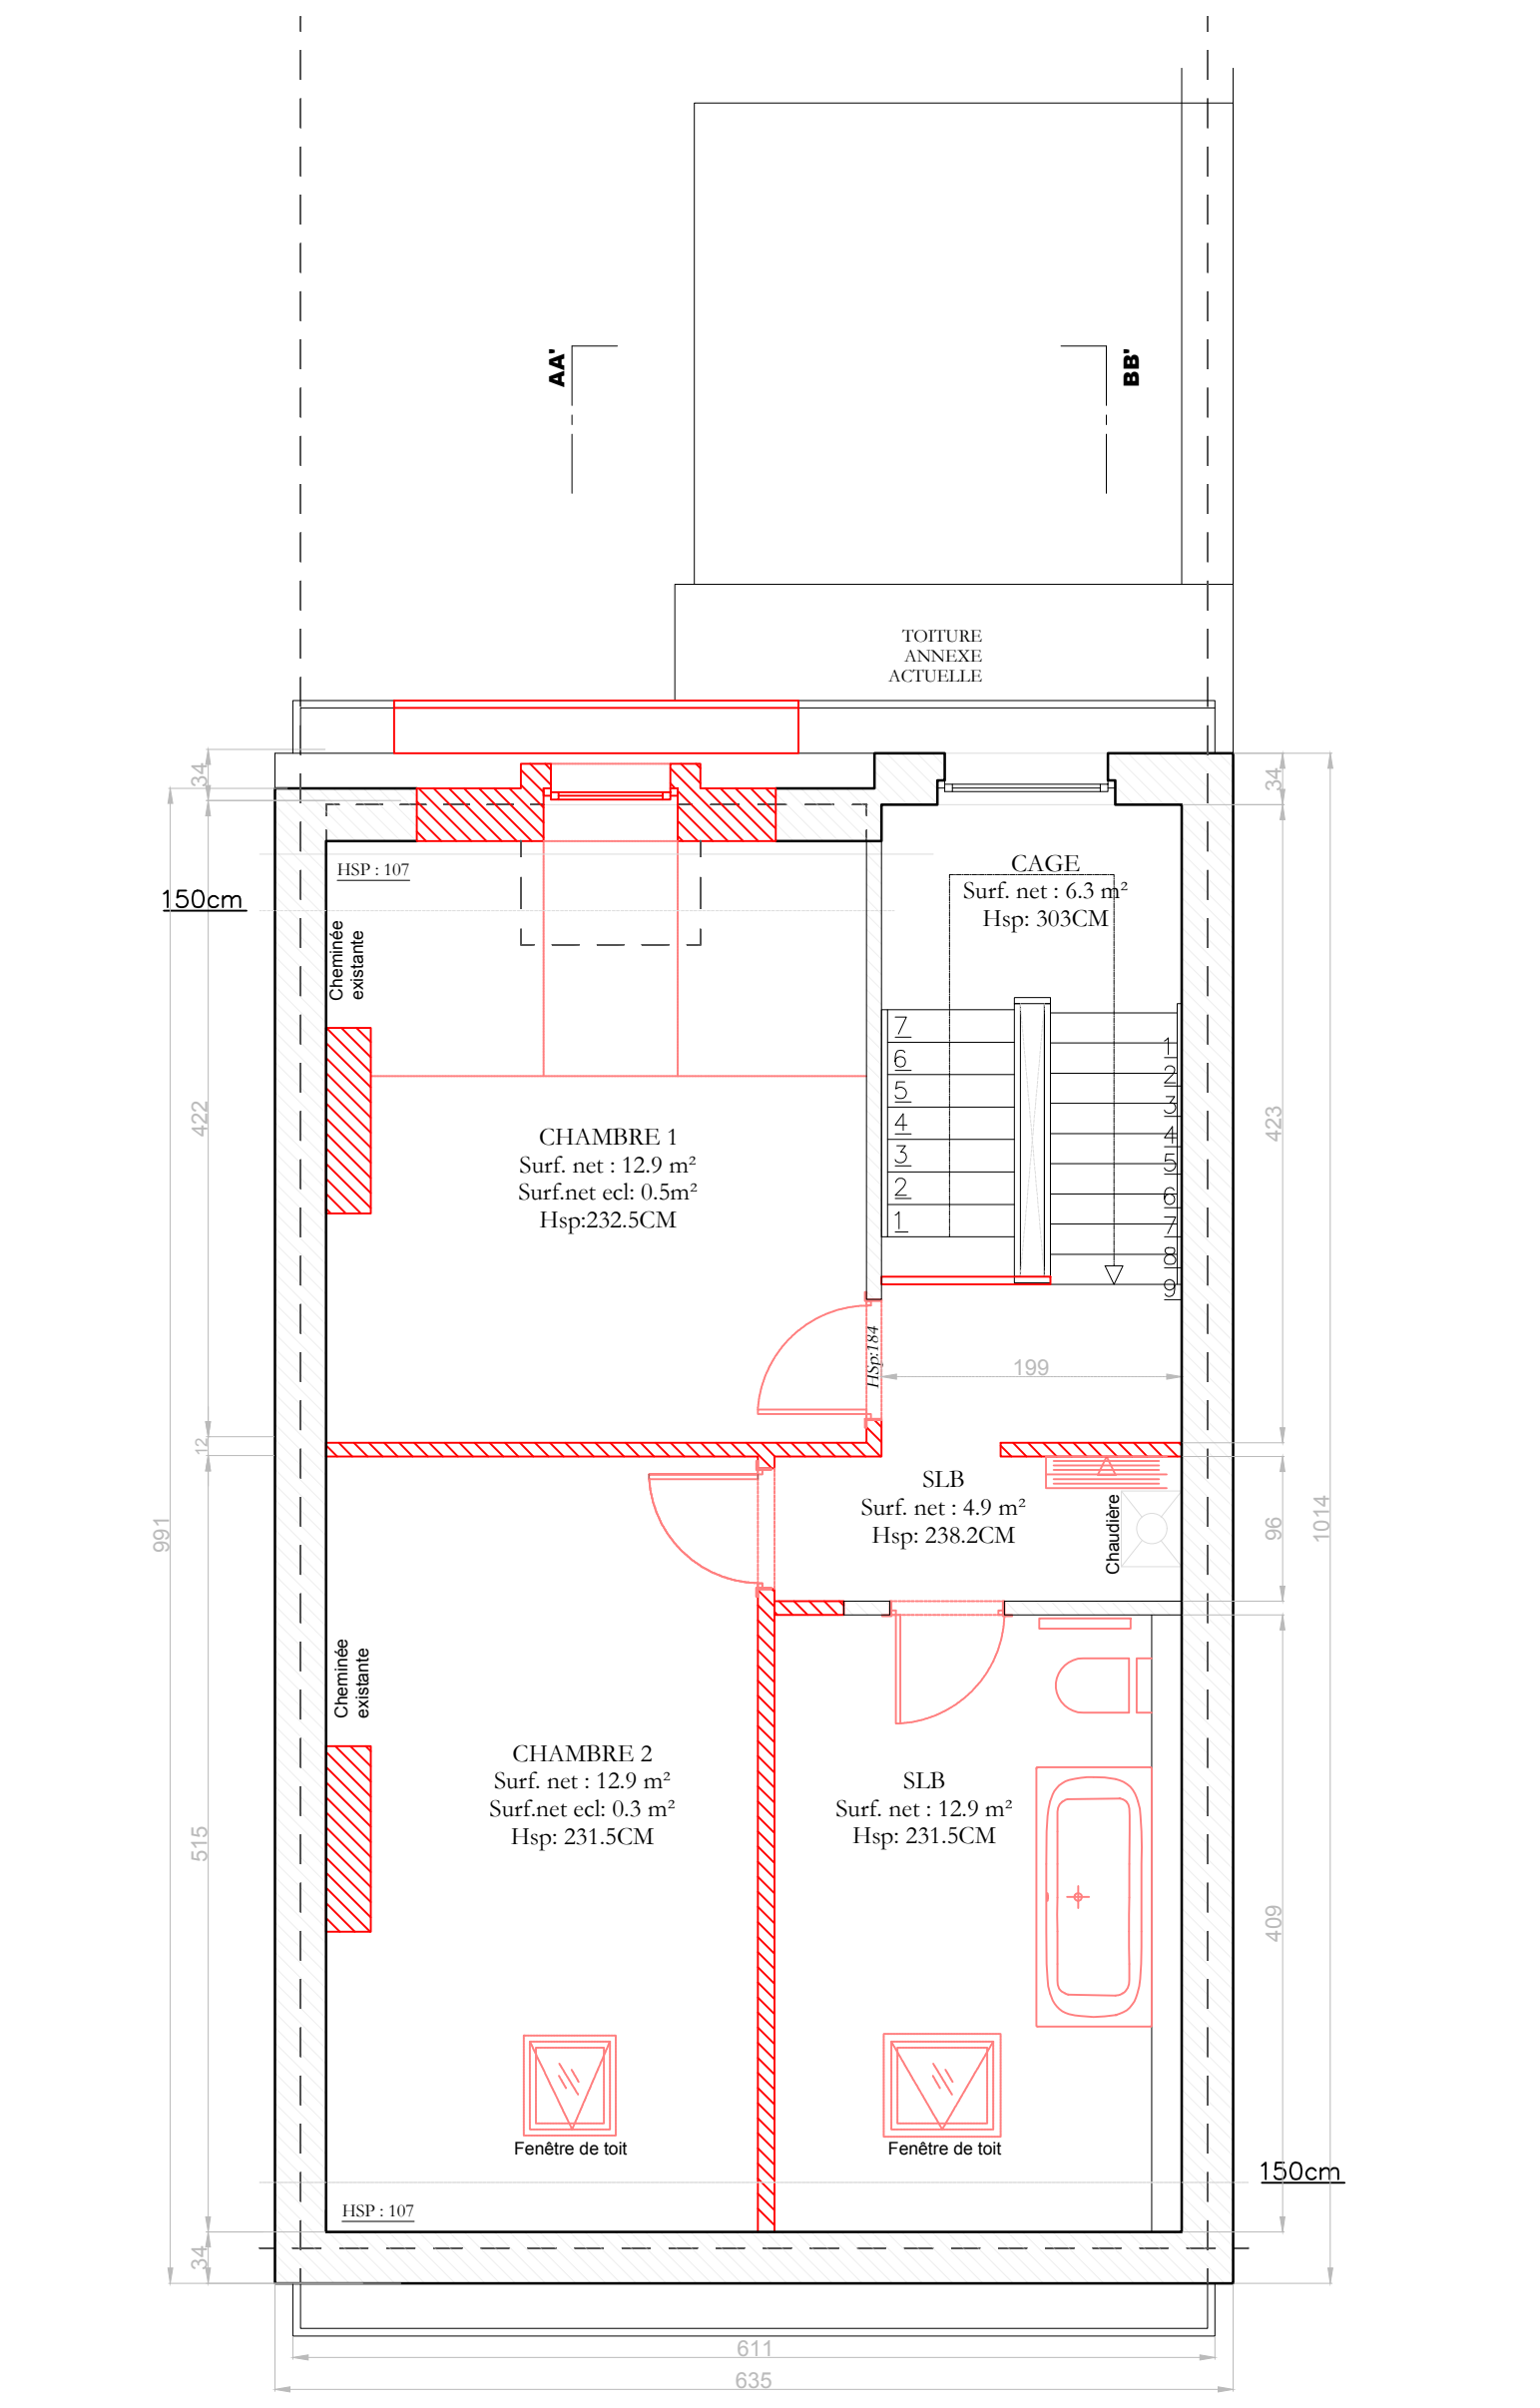 AA'
BB'
TOITURE
ANNEXE
ACTUELLE
34
34
HSP : 107
150cm
CAGE
Surf. net : 6.3 m²
Hsp: 303CM
Cheminée
existante
7
6
5
4
3
2
1
1
2
3
4
5
6
7
8
9
422
423
CHAMBRE 1
Surf. net : 12.9 m²
Surf.net ecl: 0.5m²
Hsp:232.5CM
HSp:184
199
12
SLB
Surf. net : 4.9 m²
Hsp: 238.2CM
Chaudière
96
1014
991
Cheminée
existante
CHAMBRE 2
Surf. net : 12.9 m²
Surf.net ecl: 0.3 m²
Hsp: 231.5CM
SLB
Surf. net : 12.9 m²
Hsp: 231.5CM
515
409
Fenêtre de toit
Fenêtre de toit
150cm
HSP : 107
34
611
635